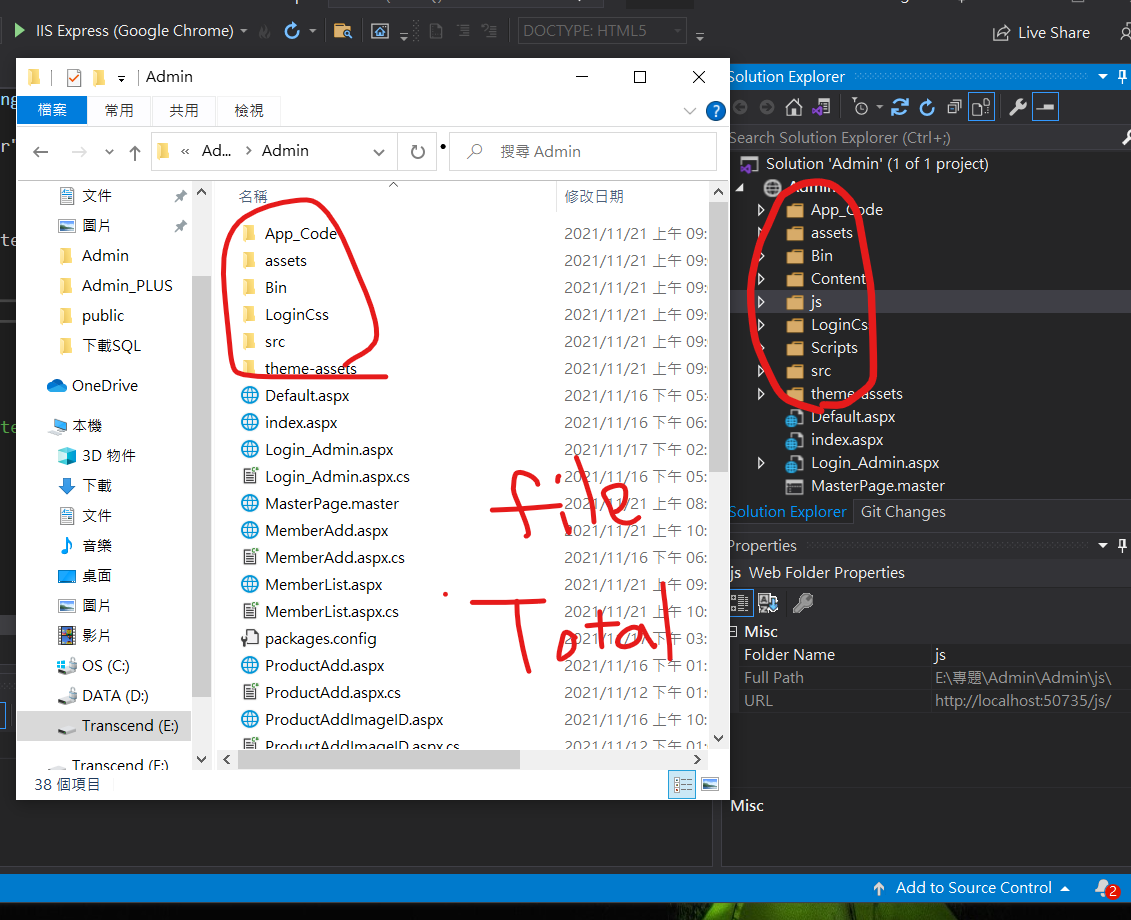 IIS Express (Google Chrome)
DOCTYPE: HTML5
Live Share
Admin
檔案 常用 共用 檢視
« Ad... > Admin
搜尋 Admin
文件
圖片
Admin
Admin_PLUS
public
下載SQL
OneDrive
本機
3D 物件
下載
文件
音樂
桌面
圖片
影片
OS (C:)
DATA (D:)
Transcend (E:)
Transcend (E:)
38 個項目
名稱 修改日期
App_Code 2021/11/21 上午 09:
assets 2021/11/21 上午 09:
Bin 2021/11/21 上午 09:
LoginCss 2021/11/21 上午 09:
src 2021/11/21 上午 09:
theme-assets 2021/11/21 上午 09:
Default.aspx 2021/11/16 下午 05:
index.aspx 2021/11/16 下午 06:
Login_Admin.aspx 2021/11/17 下午 02:
Login_Admin.aspx.cs 2021/11/16 下午 05:
MasterPage.master 2021/11/21 上午 08:
MemberAdd.aspx 2021/11/21 上午 10:
MemberAdd.aspx.cs 2021/11/16 下午 06:
MemberList.aspx 2021/11/21 上午 09:
MemberList.aspx.cs 2021/11/21 上午 10:
packages.config 2021/11/17 下午 03:
ProductAdd.aspx 2021/11/16 下午 01:
ProductAdd.aspx.cs 2021/11/12 下午 01:
ProductAddImageID.aspx 2021/11/16 上午 10:
ProductAddImageID.aspx.cs 2021/11/12 下午 01:
file
Total
Solution Explorer
Search Solution Explorer (Ctrl+;)
Solution 'Admin' (1 of 1 project)
Admin
App_Code
assets
Bin
Content
js
LoginCs
Scripts
src
theme-assets
Default.aspx
index.aspx
Login_Admin.aspx
MasterPage.master
Solution Explorer Git Changes
Properties
js Web Folder Properties
Misc
Folder Name js
Full Path E:\專題\Admin\Admin\js\
URL http://localhost:50735/js/
Misc
Add to Source Control
2